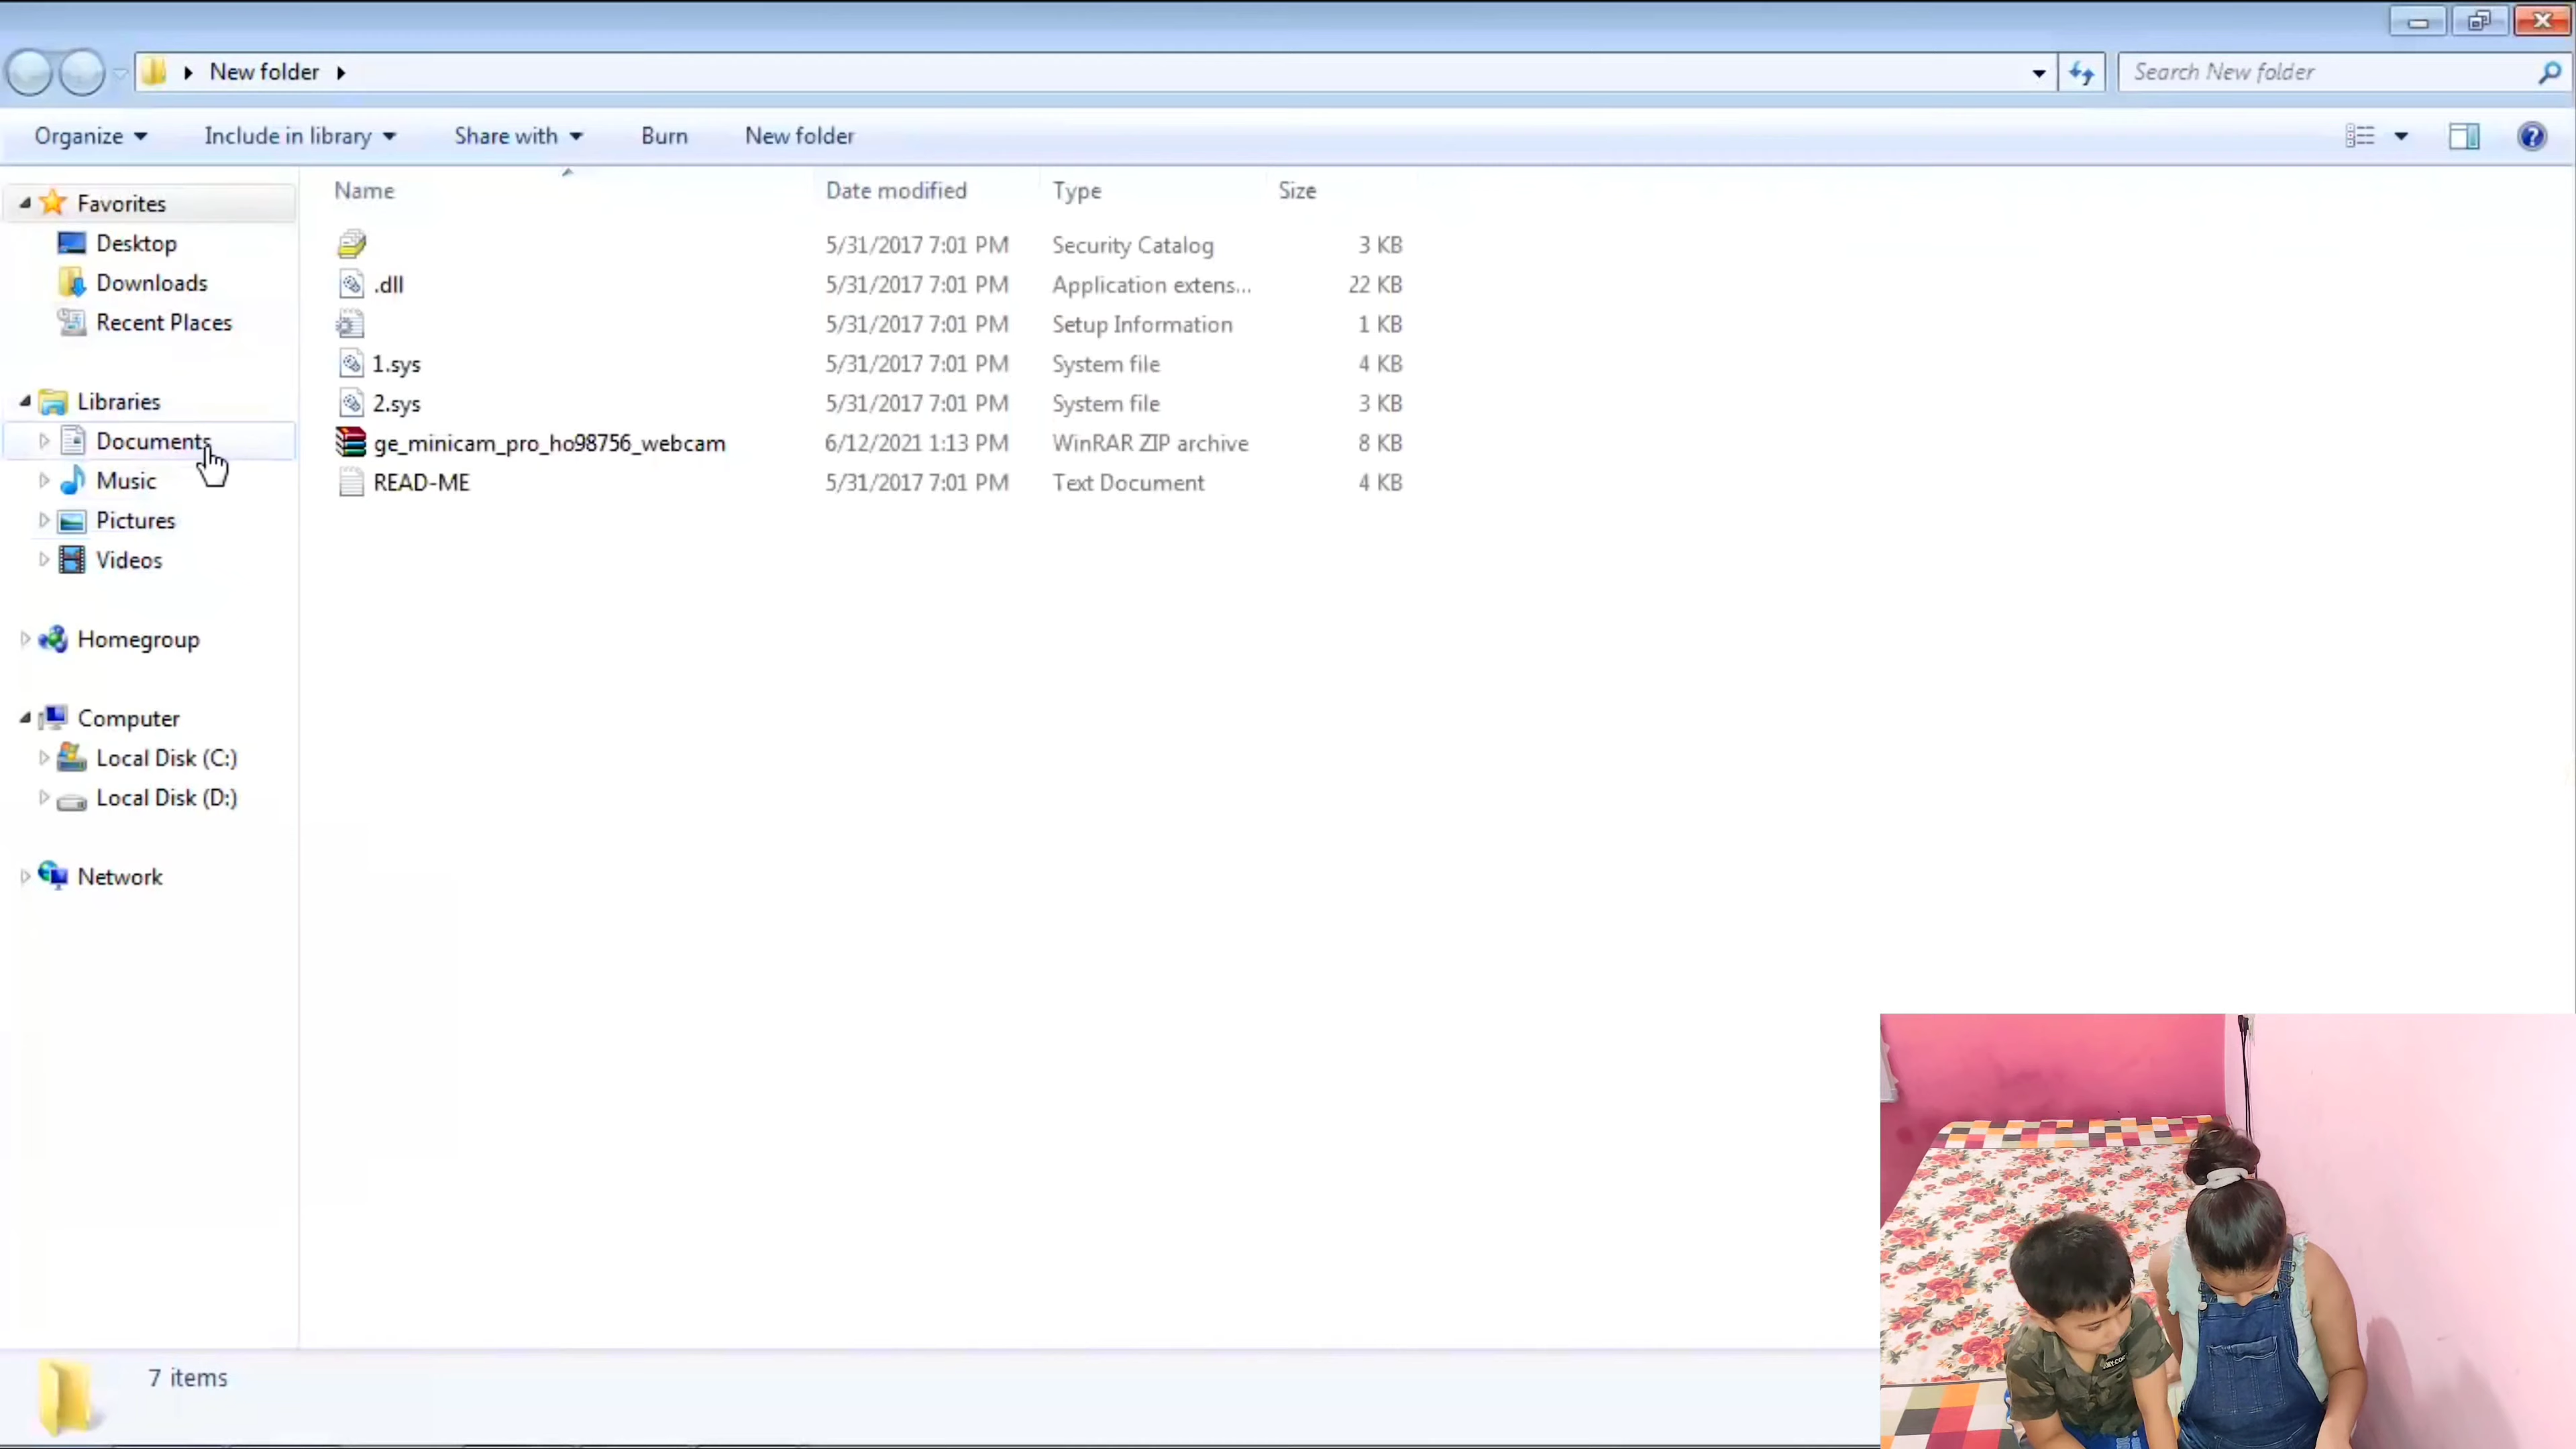 New folder
Search New folder
Organize Include in library Share with Burn New folder
Name Date modified Type Size
Favorites
Desktop
Downloads
Recent Places
Libraries
Documents
Music
Pictures
Videos
Homegroup
Computer
Local Disk (C:)
Local Disk (D:)
Network
5/31/2017 7:01 PM Security Catalog 3 KB
.dll 5/31/2017 7:01 PM Application extens... 22 KB
5/31/2017 7:01 PM Setup Information 1 KB
1.sys 5/31/2017 7:01 PM System file 4 KB
2.sys 5/31/2017 7:01 PM System file 3 KB
ge_minicam_pro_ho98756_webcam 6/12/2021 1:13 PM WinRAR ZIP archive 8 KB
READ-ME 5/31/2017 7:01 PM Text Document 4 KB
7 items